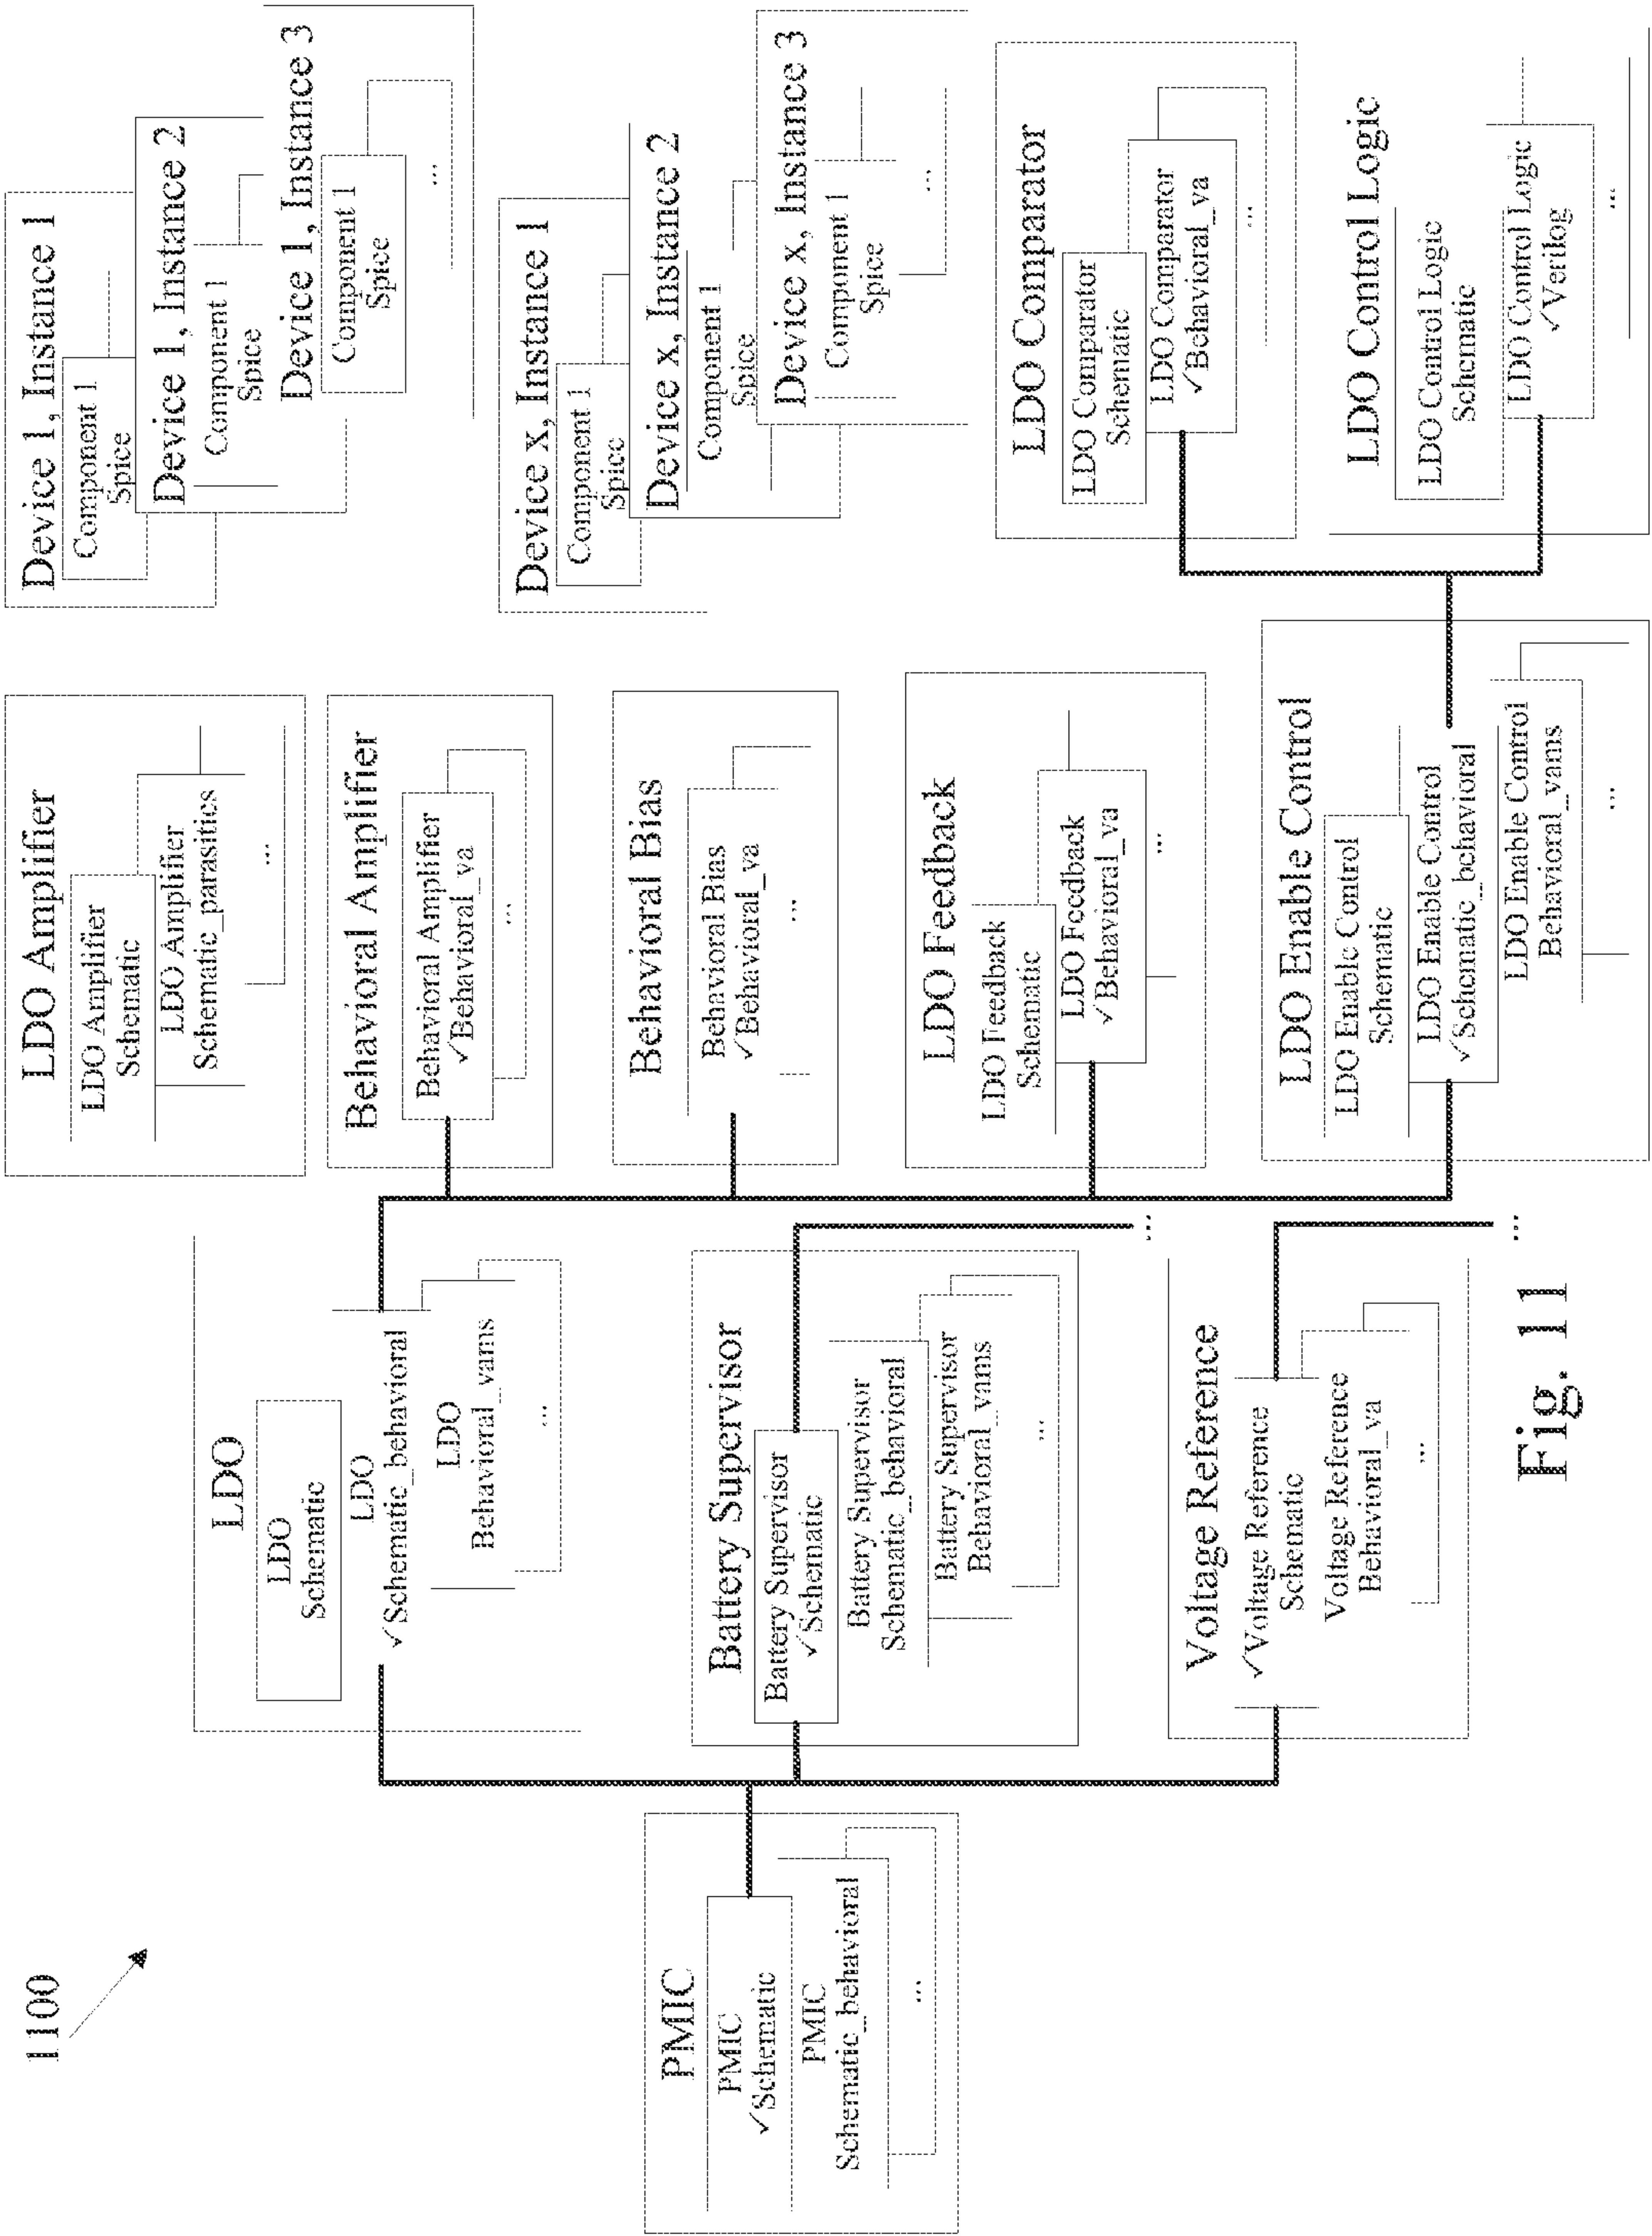 1100
PMIC
PMIC
✓Schematic
PMIC
Schematic_behavioral
...
LDO
LDO
Schematic
LDO
✓Schematic_behavioral
LDO
Behavioral_vams
...
Battery Supervisor
Battery Supervisor
✓Schematic
Battery Supervisor
Schematic_behavioral
Battery Supervisor
Behavioral_vams
...
...
Voltage Reference
✓Voltage Reference
Schematic
Voltage Reference
Behavioral_va
...
...
LDO Amplifier
LDO Amplifier
Schematic
LDO Amplifier
Schematic_parasitics
...
Behavioral Amplifier
Behavioral Amplifier
✓Behavioral_va
...
Behavioral Bias
Behavioral Bias
✓Behavioral_va
...
LDO Feedback
LDO Feedback
Schematic
LDO Feedback
✓Behavioral_va
...
LDO Enable Control
LDO Enable Control
Schematic
LDO Enable Control
✓Schematic_behavioral
LDO Enable Control
Behavioral_vams
...
Device 1, Instance 1
Component 1
Spice
Device 1, Instance 2
Component 1
Spice
Device 1, Instance 3
Component 1
Spice
...
Device x, Instance 1
Component 1
Spice
Device x, Instance 2
Component 1
Spice
Device x, Instance 3
Component 1
Spice
...
LDO Comparator
LDO Comparator
Schematic
LDO Comparator
✓Behavioral_va
...
LDO Control Logic
LDO Control Logic
Schematic
LDO Control Logic
✓Verilog
...
Fig. 11